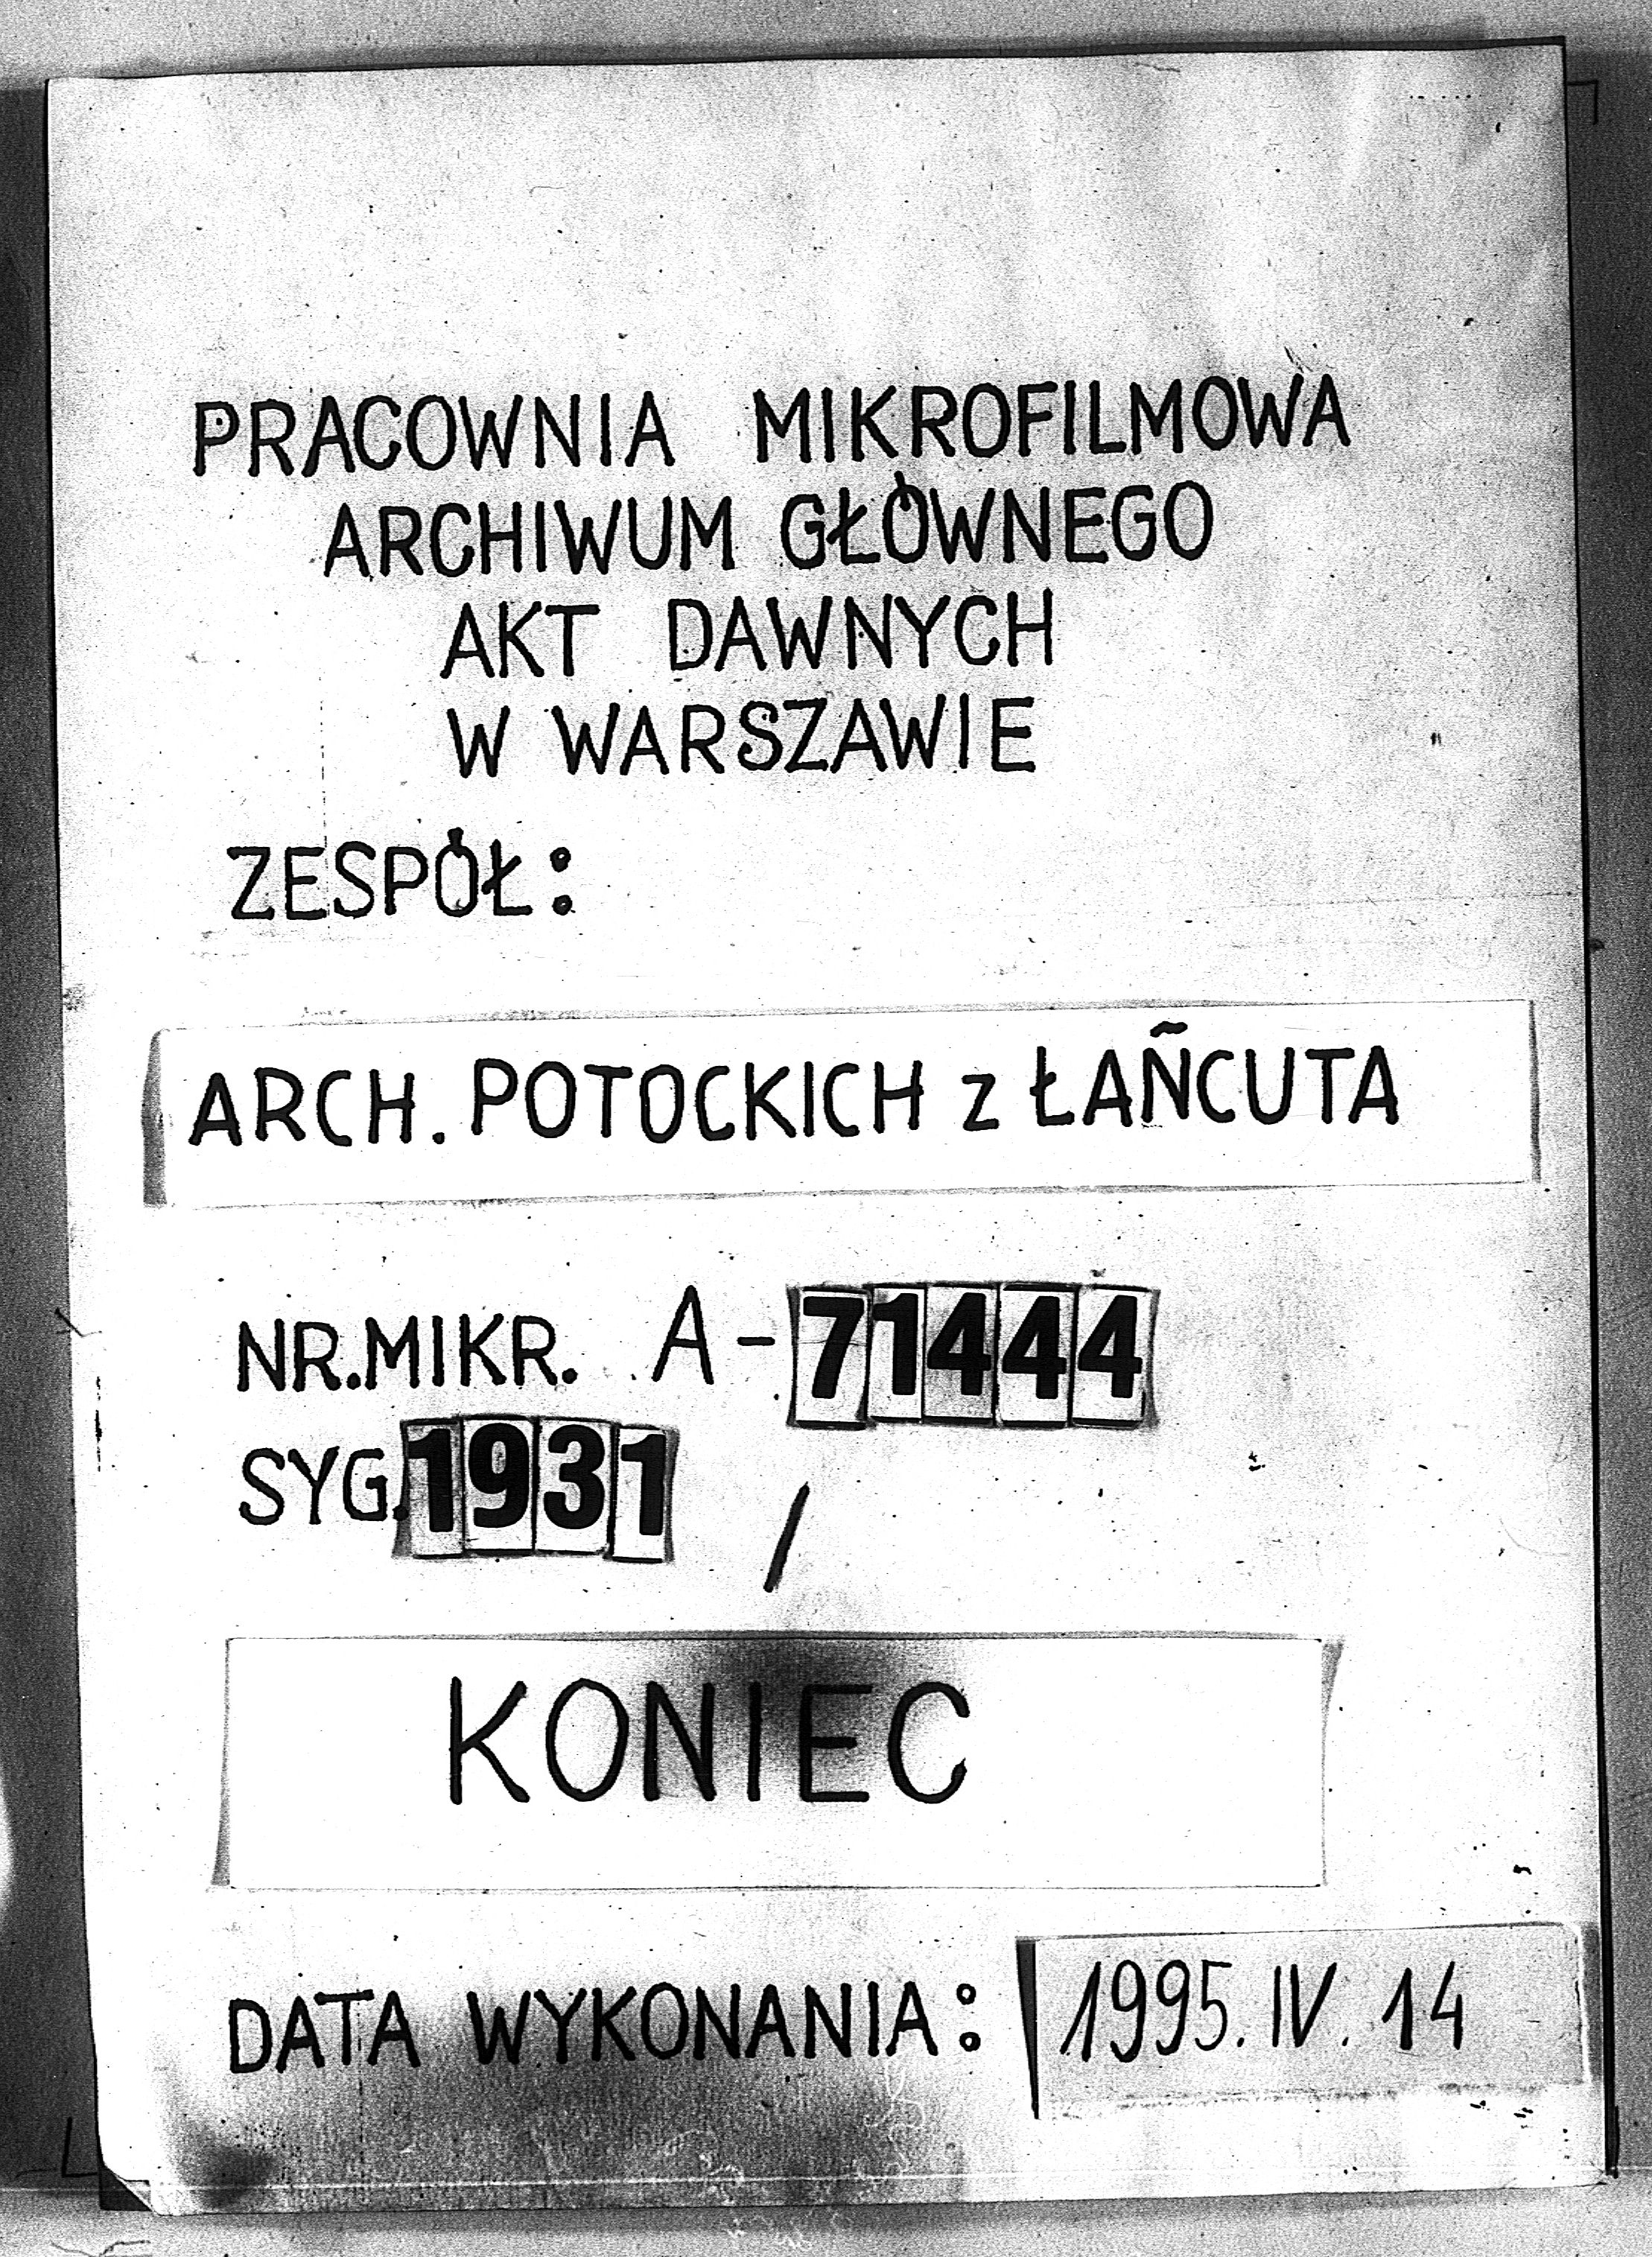 PRACOWNIA MIKROFILMOWA
ARCHIWUM GŁÓWNEGO
AKT DAWNYCH
W WARSZAWIE
ZESPÓŁ:
ARCH. POTOCKICH z ŁAŃCUTA
NR. MIKR. A-71444
SYG. 1931 /
KONIEC
DATA WYKONANIA: 1995. IV. 14